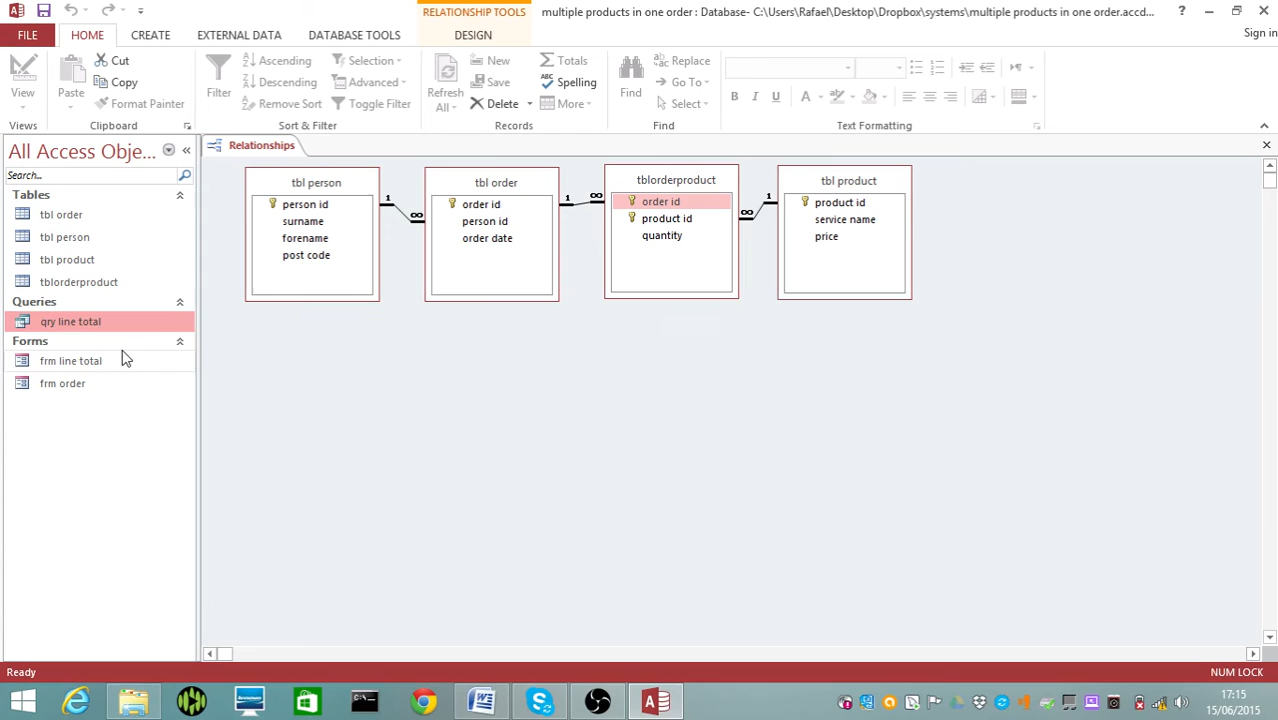 RELATIONSHIP TOOLS
multiple products in one order : Database- C:\Users\Rafael\Desktop\Dropbox\systems\multiple products in one order.accd...
?
FILE HOME CREATE EXTERNAL DATA DATABASE TOOLS DESIGN
Sign in
View
Views
Paste
Cut
Copy
Format Painter
Clipboard
Filter
Ascending
Descending
Remove Sort
Selection
Advanced
Toggle Filter
Sort & Filter
Refresh
All
New
Save
Delete
Totals
Spelling
More
Records
Find
Replace
Go To
Select
Find
B I U A
Text Formatting
All Access Obje...
Search...
Tables
tbl order
tbl person
tbl product
tblorderproduct
Queries
qry line total
Forms
frm line total
frm order
Relationships
tbl person
person id
surname
forename
post code
1
∞
tbl order
order id
person id
order date
1
∞
tblorderproduct
order id
product id
quantity
∞
1
tbl product
product id
service name
price
Ready
NUM LOCK
17:15
15/06/2015